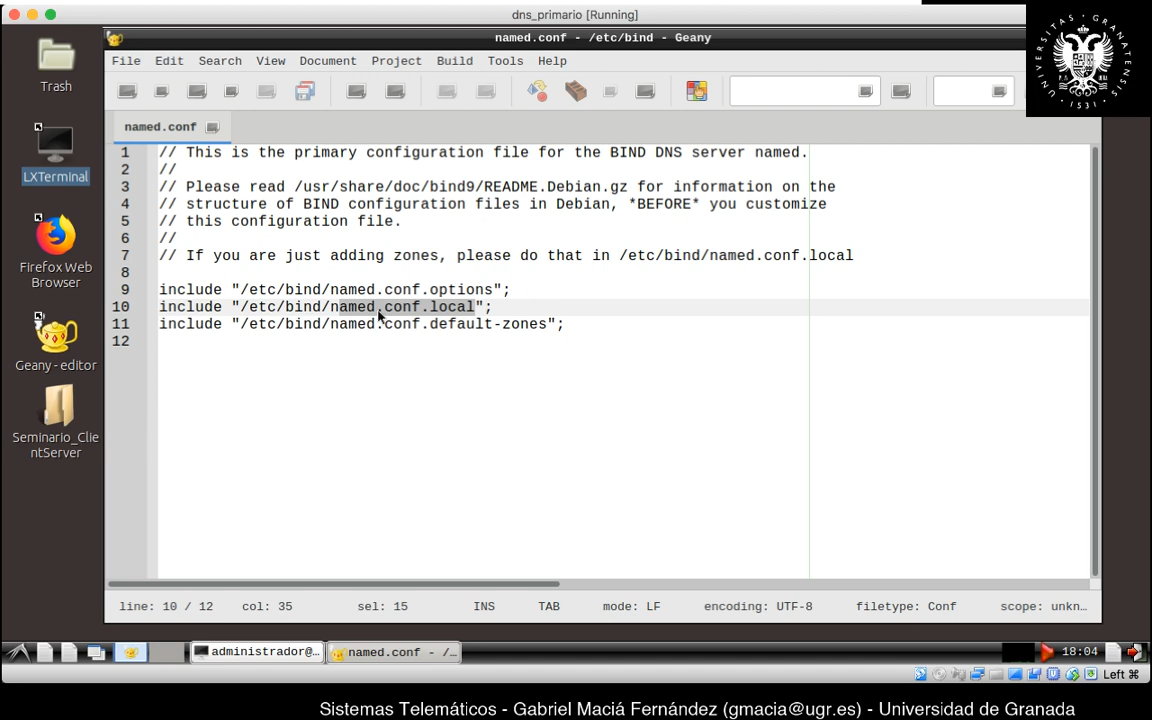 dns_primario [Running]
named.conf - /etc/bind - Geany
File Edit Search View Document Project Build Tools Help
named.conf
1 // This is the primary configuration file for the BIND DNS server named.
2 //
3 // Please read /usr/share/doc/bind9/README.Debian.gz for information on the
4 // structure of BIND configuration files in Debian, *BEFORE* you customize
5 // this configuration file.
6 //
7 // If you are just adding zones, please do that in /etc/bind/named.conf.local
8
9 include "/etc/bind/named.conf.options";
10 include "/etc/bind/named.conf.local";
11 include "/etc/bind/named.conf.default-zones";
12
line: 10 / 12 col: 35 sel: 15 INS TAB mode: LF encoding: UTF-8 filetype: Conf scope: unkn…
Trash
LXTerminal
Firefox Web
Browser
Geany - editor
Seminario_Clie
ntServer
administrador@...
named.conf - /...
18:04
Left ⌘
UNIVERSITAS GRANATENSIS
1531
Sistemas Telemáticos - Gabriel Maciá Fernández (gmacia@ugr.es) - Universidad de Granada